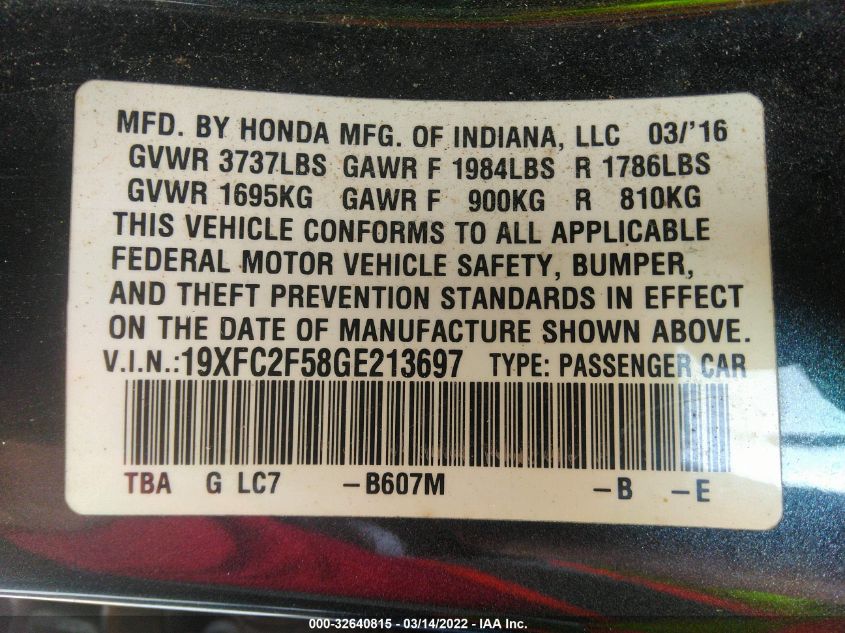 MFD. BY HONDA MFG. OF INDIANA, LLC 03/'16
GVWR 3737LBS GAWR F 1984LBS R 1786LBS
GVWR 1695KG GAWR F 900KG R 810KG
THIS VEHICLE CONFORMS TO ALL APPLICABLE
FEDERAL MOTOR VEHICLE SAFETY, BUMPER,
AND THEFT PREVENTION STANDARDS IN EFFECT
ON THE DATE OF MANUFACTURE SHOWN ABOVE.
V.I.N.:19XFC2F58GE213697 TYPE: PASSENGER CAR
TBA G LC7 -B607M -B -E
000-32640815 - 03/14/2022 - IAA Inc.